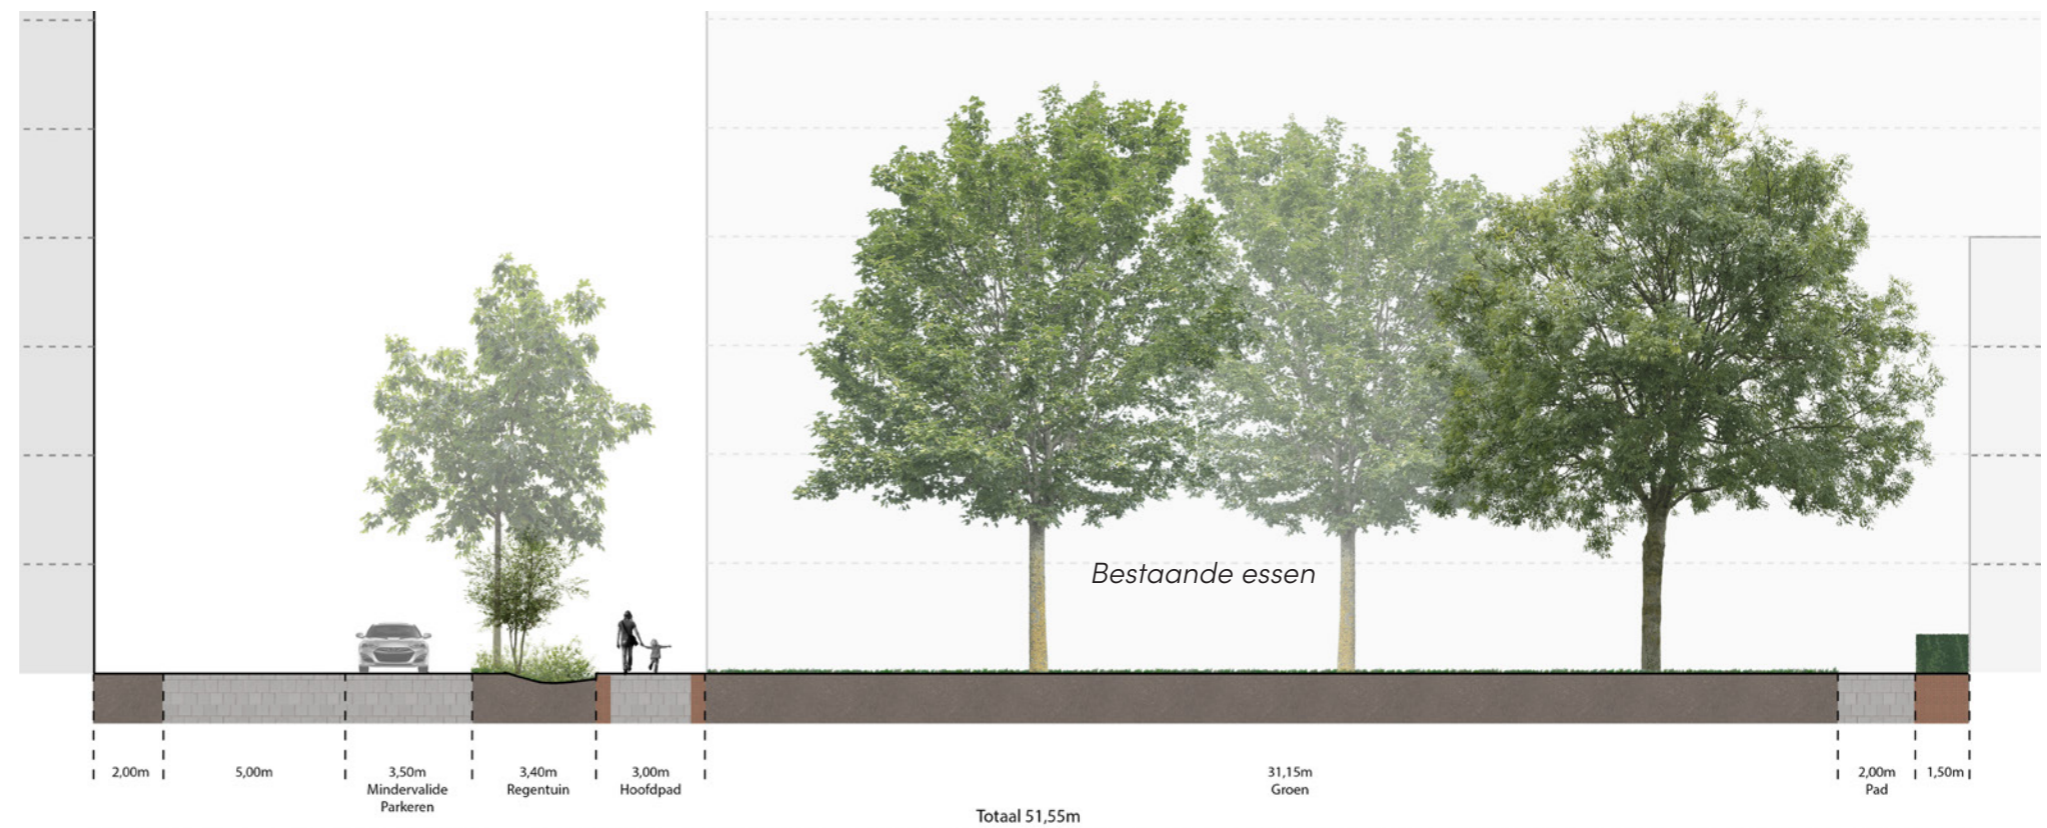 Bestaande essen
2,00m
5,00m
3,50m
Mindervalide
Parkeren
3,40m
Regentuin
3,00m
Hoofdpad
31,15m
Groen
2,00m
Pad
1,50m
Totaal 51,55m